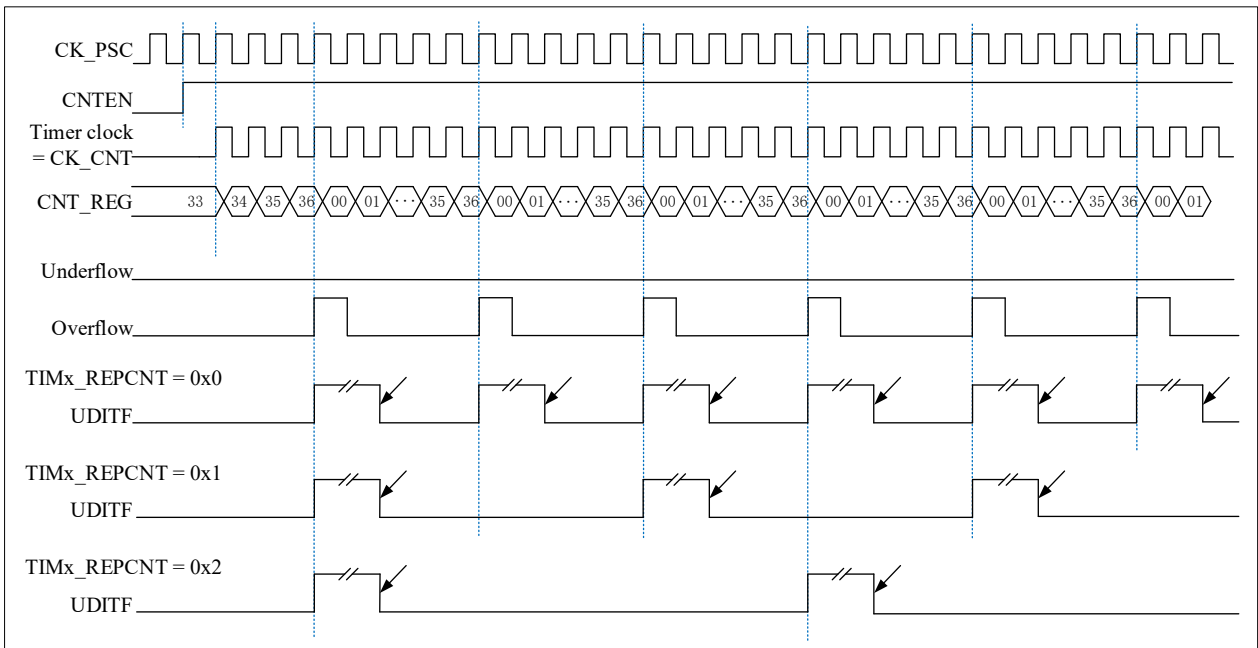 CK_PSC
CNTEN
Timer clock
= CK_CNT
CNT_REG 33 34 35 36 00 01 ··· 35 36 00 01 ··· 35 36 00 01 ··· 35 36 00 01 ··· 35 36 00 01 ··· 35 36 00 01
Underflow
Overflow
TIMx_REPCNT = 0x0
UDITF
TIMx_REPCNT = 0x1
UDITF
TIMx_REPCNT = 0x2
UDITF